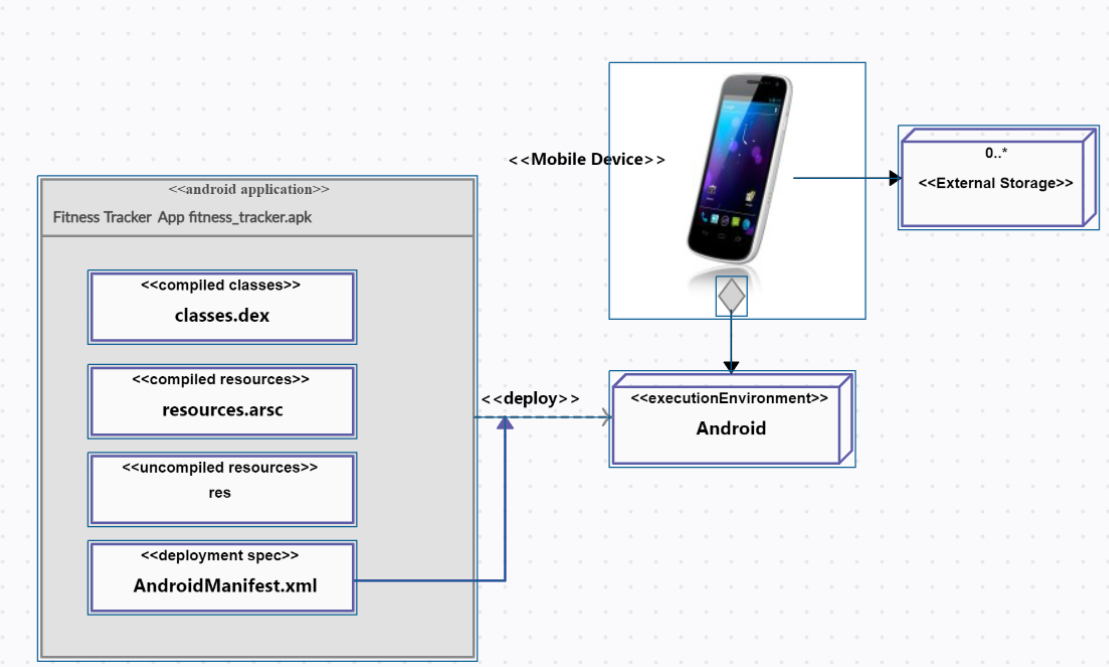 <<Mobile Device>>
0..*
<<External Storage>>
<<android application>>
Fitness Tracker App fitness_tracker.apk
<<compiled classes>>
classes.dex
<<compiled resources>>
resources.arsc
<<deploy>>
<<executionEnvironment>>
Android
<<uncompiled resources>>
res
<<deployment spec>>
AndroidManifest.xml